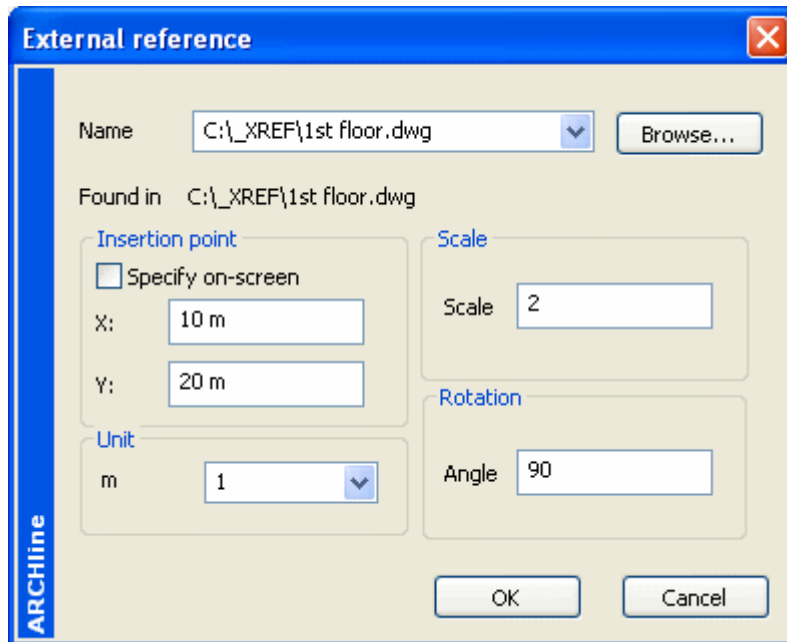 External reference
Name C:\_XREF\1st floor.dwg Browse...
Found in C:\_XREF\1st floor.dwg
Insertion point
Specify on-screen
X: 10 m
Y: 20 m
Unit
m 1
Scale
Scale 2
Rotation
Angle 90
OK Cancel
ARCHline